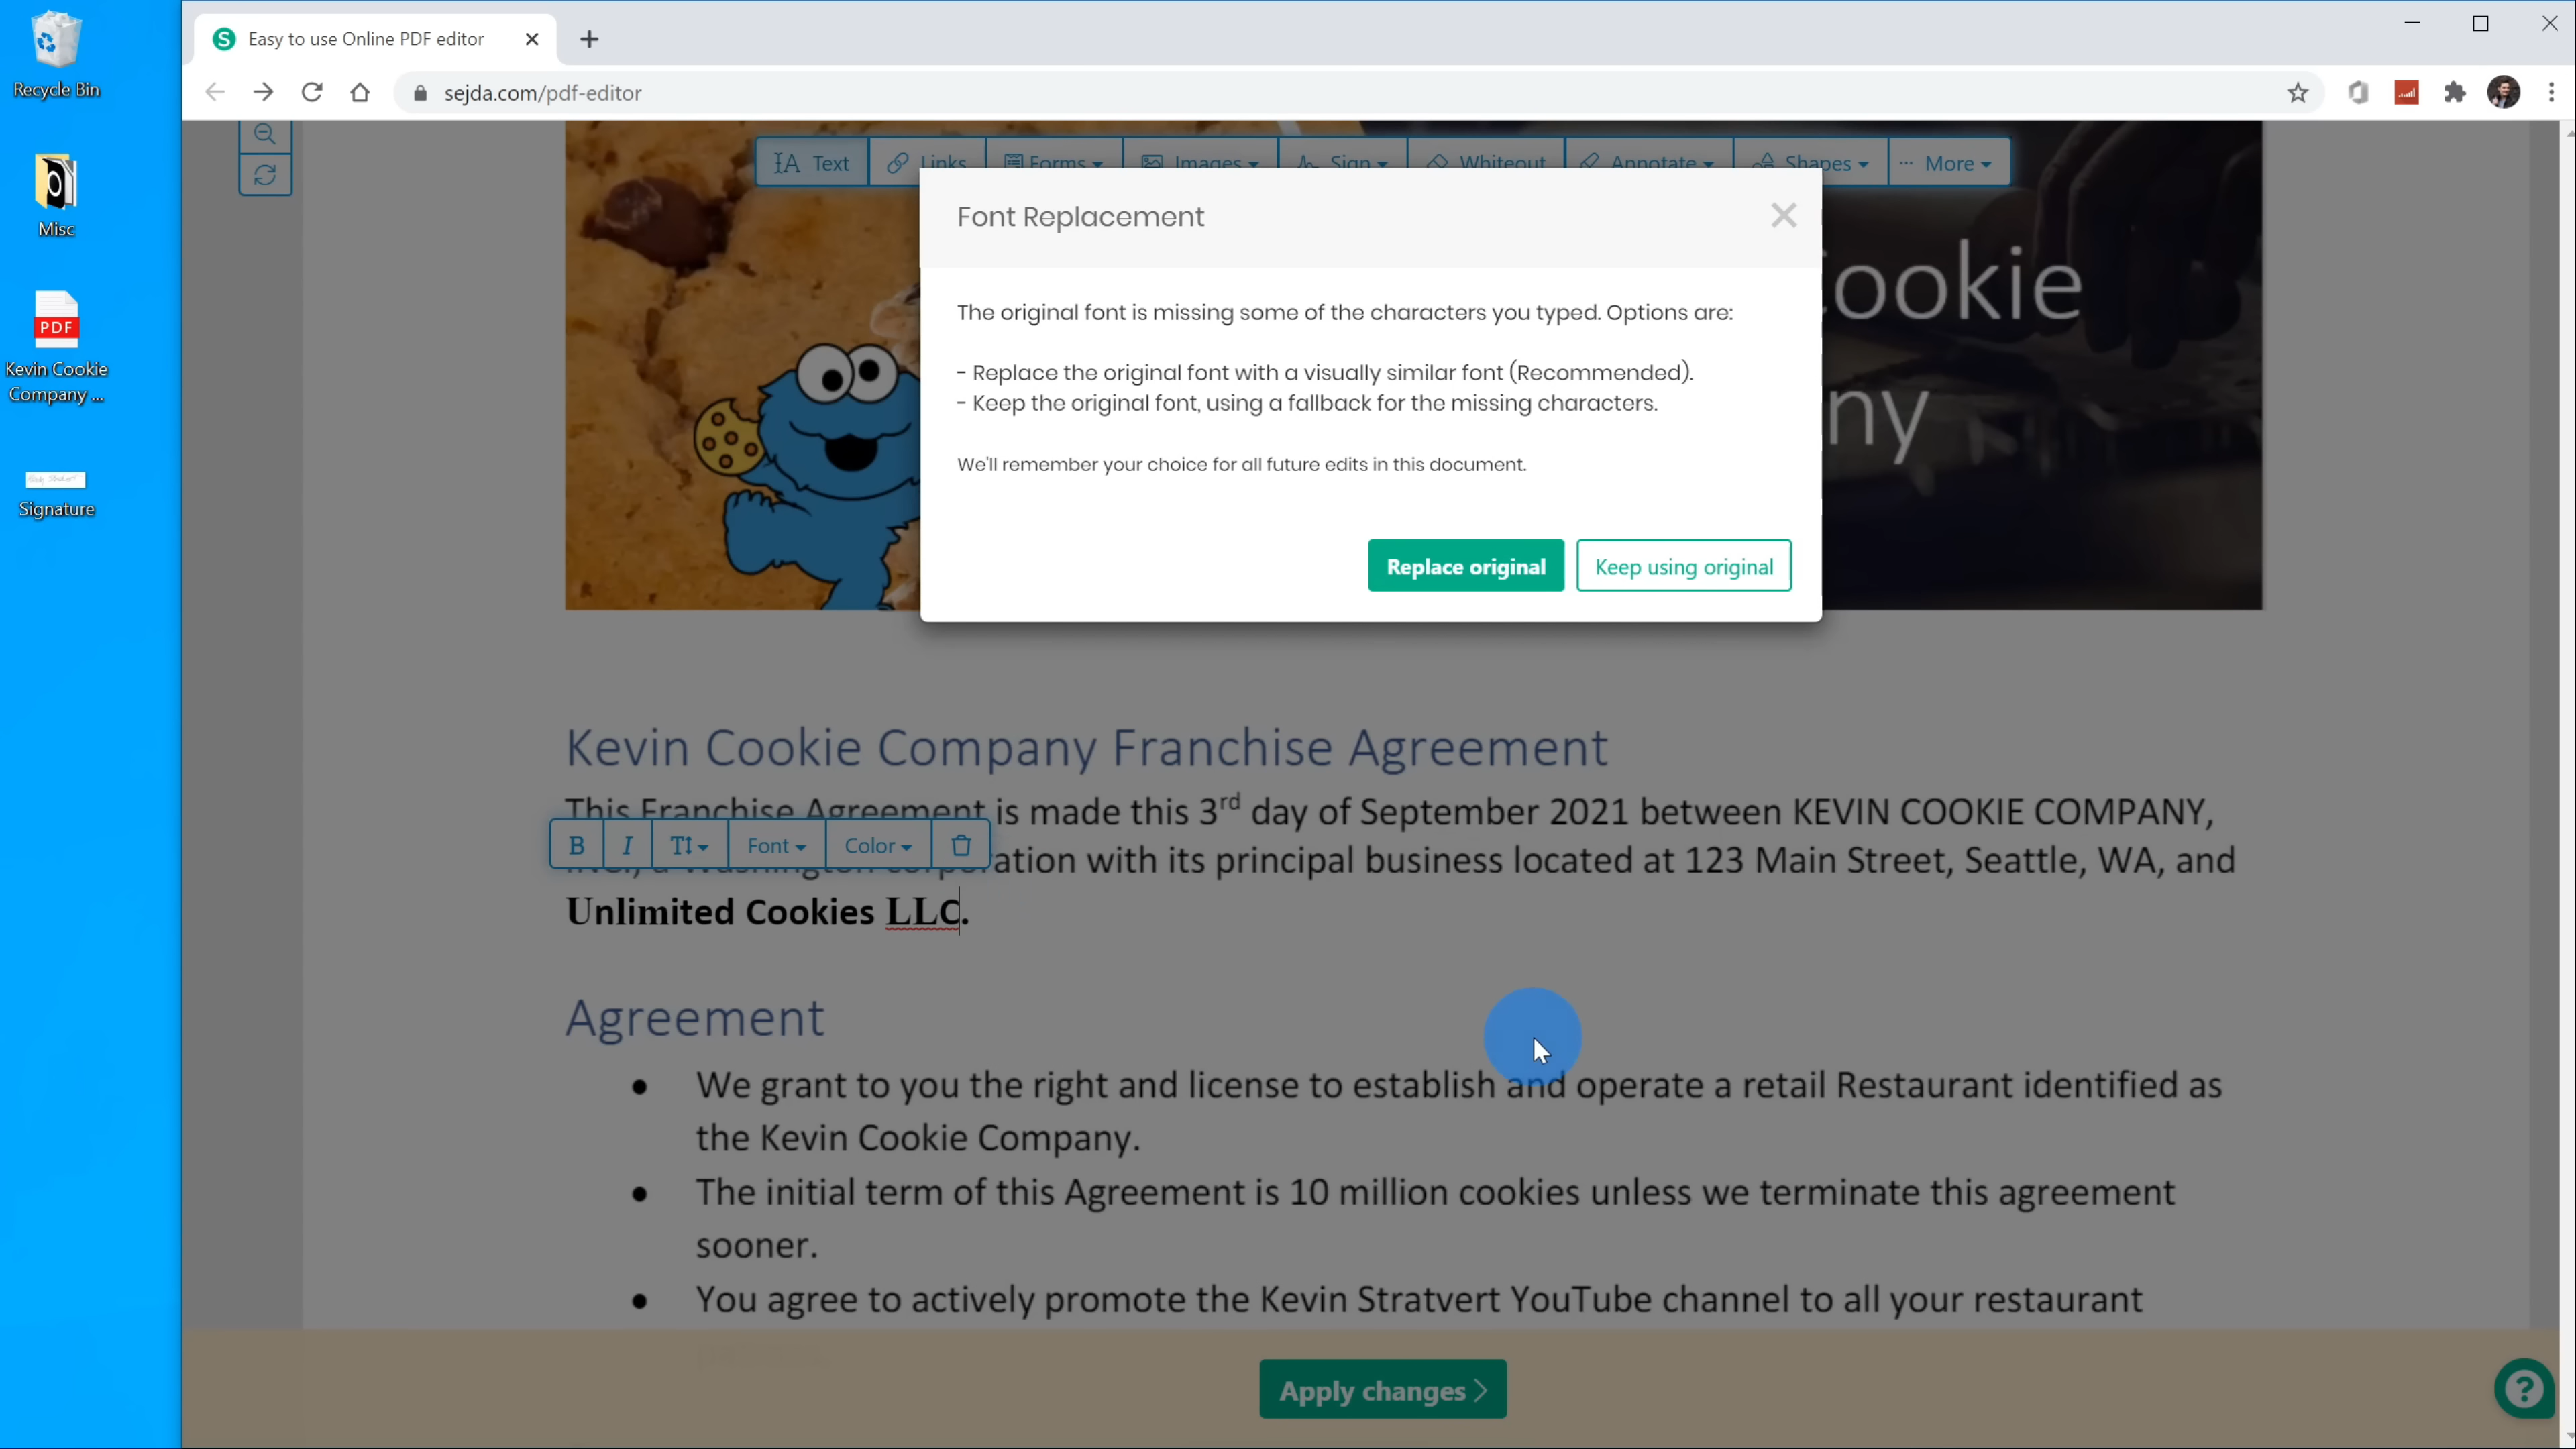 Recycle Bin
Misc
PDF
Kevin Cookie
Company ...
Signature
S Easy to use Online PDF editor
sejda.com/pdf-editor
Text Links Forms Images Sign Whiteout Annotate Shapes ... More
Font Replacement
The original font is missing some of the characters you typed. Options are:
- Replace the original font with a visually similar font (Recommended).
- Keep the original font, using a fallback for the missing characters.
We'll remember your choice for all future edits in this document.
Replace original Keep using original
ookie
ny
Kevin Cookie Company Franchise Agreement
This Franchise Agreement is made this 3rd day of September 2021 between KEVIN COOKIE COMPANY,
B I T Font Color
INC., a Washington corporation with its principal business located at 123 Main Street, Seattle, WA, and
Unlimited Cookies LLC.
Agreement
• We grant to you the right and license to establish and operate a retail Restaurant identified as
the Kevin Cookie Company.
• The initial term of this Agreement is 10 million cookies unless we terminate this agreement
sooner.
• You agree to actively promote the Kevin Stratvert YouTube channel to all your restaurant
Apply changes
?